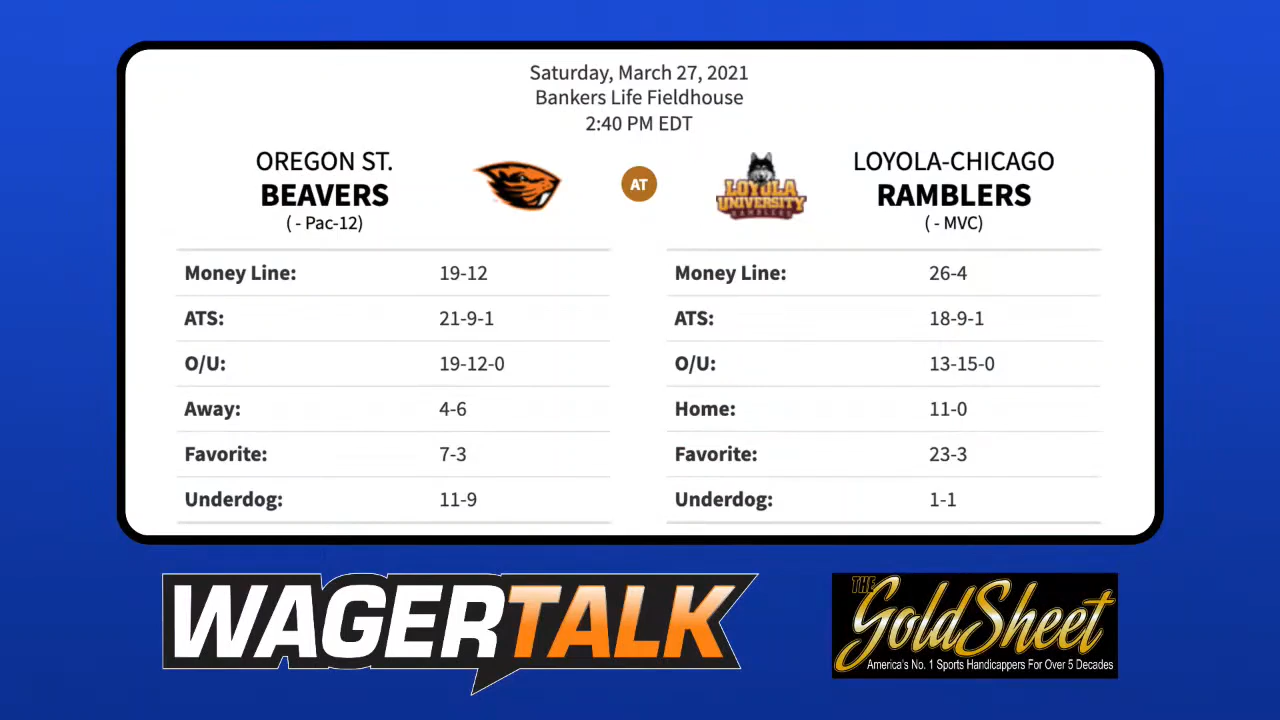 Saturday, March 27, 2021
Bankers Life Fieldhouse
2:40 PM EDT
OREGON ST.
BEAVERS
( - Pac-12)
AT
LOYOLA
UNIVERSITY
RAMBLERS
LOYOLA-CHICAGO
RAMBLERS
( - MVC)
Money Line: 19-12
ATS: 21-9-1
O/U: 19-12-0
Away: 4-6
Favorite: 7-3
Underdog: 11-9
Money Line: 26-4
ATS: 18-9-1
O/U: 13-15-0
Home: 11-0
Favorite: 23-3
Underdog: 1-1
WAGERTALK
THE
GoldSheet
America's No. 1 Sports Handicappers For Over 5 Decades